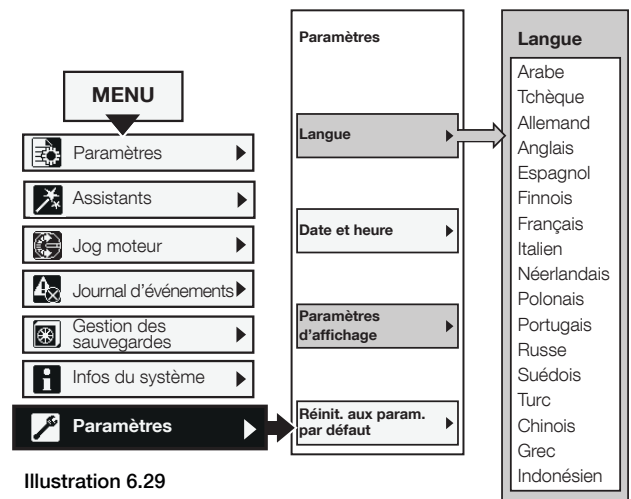 MENU
Paramètres
Assistants
Jog moteur
Journal d'événements
Gestion des
sauvegardes
Infos du système
Paramètres
Illustration 6.29
Paramètres
Langue
Date et heure
Paramètres
d'affichage
Réinit. aux param.
par défaut
Langue
Arabe
Tchèque
Allemand
Anglais
Espagnol
Finnois
Français
Italien
Néerlandais
Polonais
Portugais
Russe
Suédois
Turc
Chinois
Grec
Indonésien